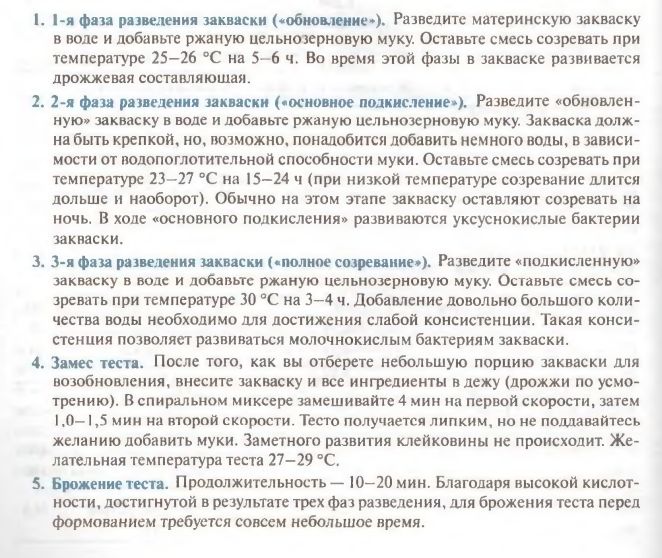 1. 1-я фаза разведения закваски («обновление»). Разведите материнскую закваску
в воде и добавьте ржаную цельнозерновую муку. Оставьте смесь созревать при
температуре 25—26 °С на 5—6 ч. Во время этой фазы в закваске развивается
дрожжевая составляющая.
2. 2-я фаза разведения закваски («основное подкисление»). Разведите «обновлен-
ную» закваску в воде и добавьте ржаную цельнозерновую муку. Закваска долж-
на быть крепкой, но, возможно, понадобится добавить немного воды, в зависи-
мости от водопоглотительной способности муки. Оставьте смесь созревать при
температуре 23—27 °С на 15—24 ч (при низкой температуре созревание длится
дольше и наоборот). Обычно на этом этапе закваску оставляют созревать на
ночь. В ходе «основного подкисления» развиваются уксуснокислые бактерии
закваски.
3. 3-я фаза разведения закваски («полное созревание»). Разведите «подкисленную»
закваску в воде и добавьте ржаную цельнозерновую муку. Оставьте смесь со-
зревать при температуре 30 °С на 3—4 ч. Добавление довольно большого коли-
чества воды необходимо для достижения слабой консистенции. Такая конси-
стенция позволяет развиваться молочнокислым бактериям закваски.
4. Замес теста. После того, как вы отберете небольшую порцию закваски для
возобновления, внесите закваску и все ингредиенты в дежу (дрожжи по усмо-
трению). В спиральном миксере замешивайте 4 мин на первой скорости, затем
1,0—1,5 мин на второй скорости. Тесто получается липким, но не поддавайтесь
желанию добавить муки. Заметного развития клейковины не происходит. Же-
лательная температура теста 27—29 °С.
5. Брожение теста. Продолжительность — 10—20 мин. Благодаря высокой кислот-
ности, достигнутой в результате трех фаз разведения, для брожения теста перед
формованием требуется совсем небольшое время.